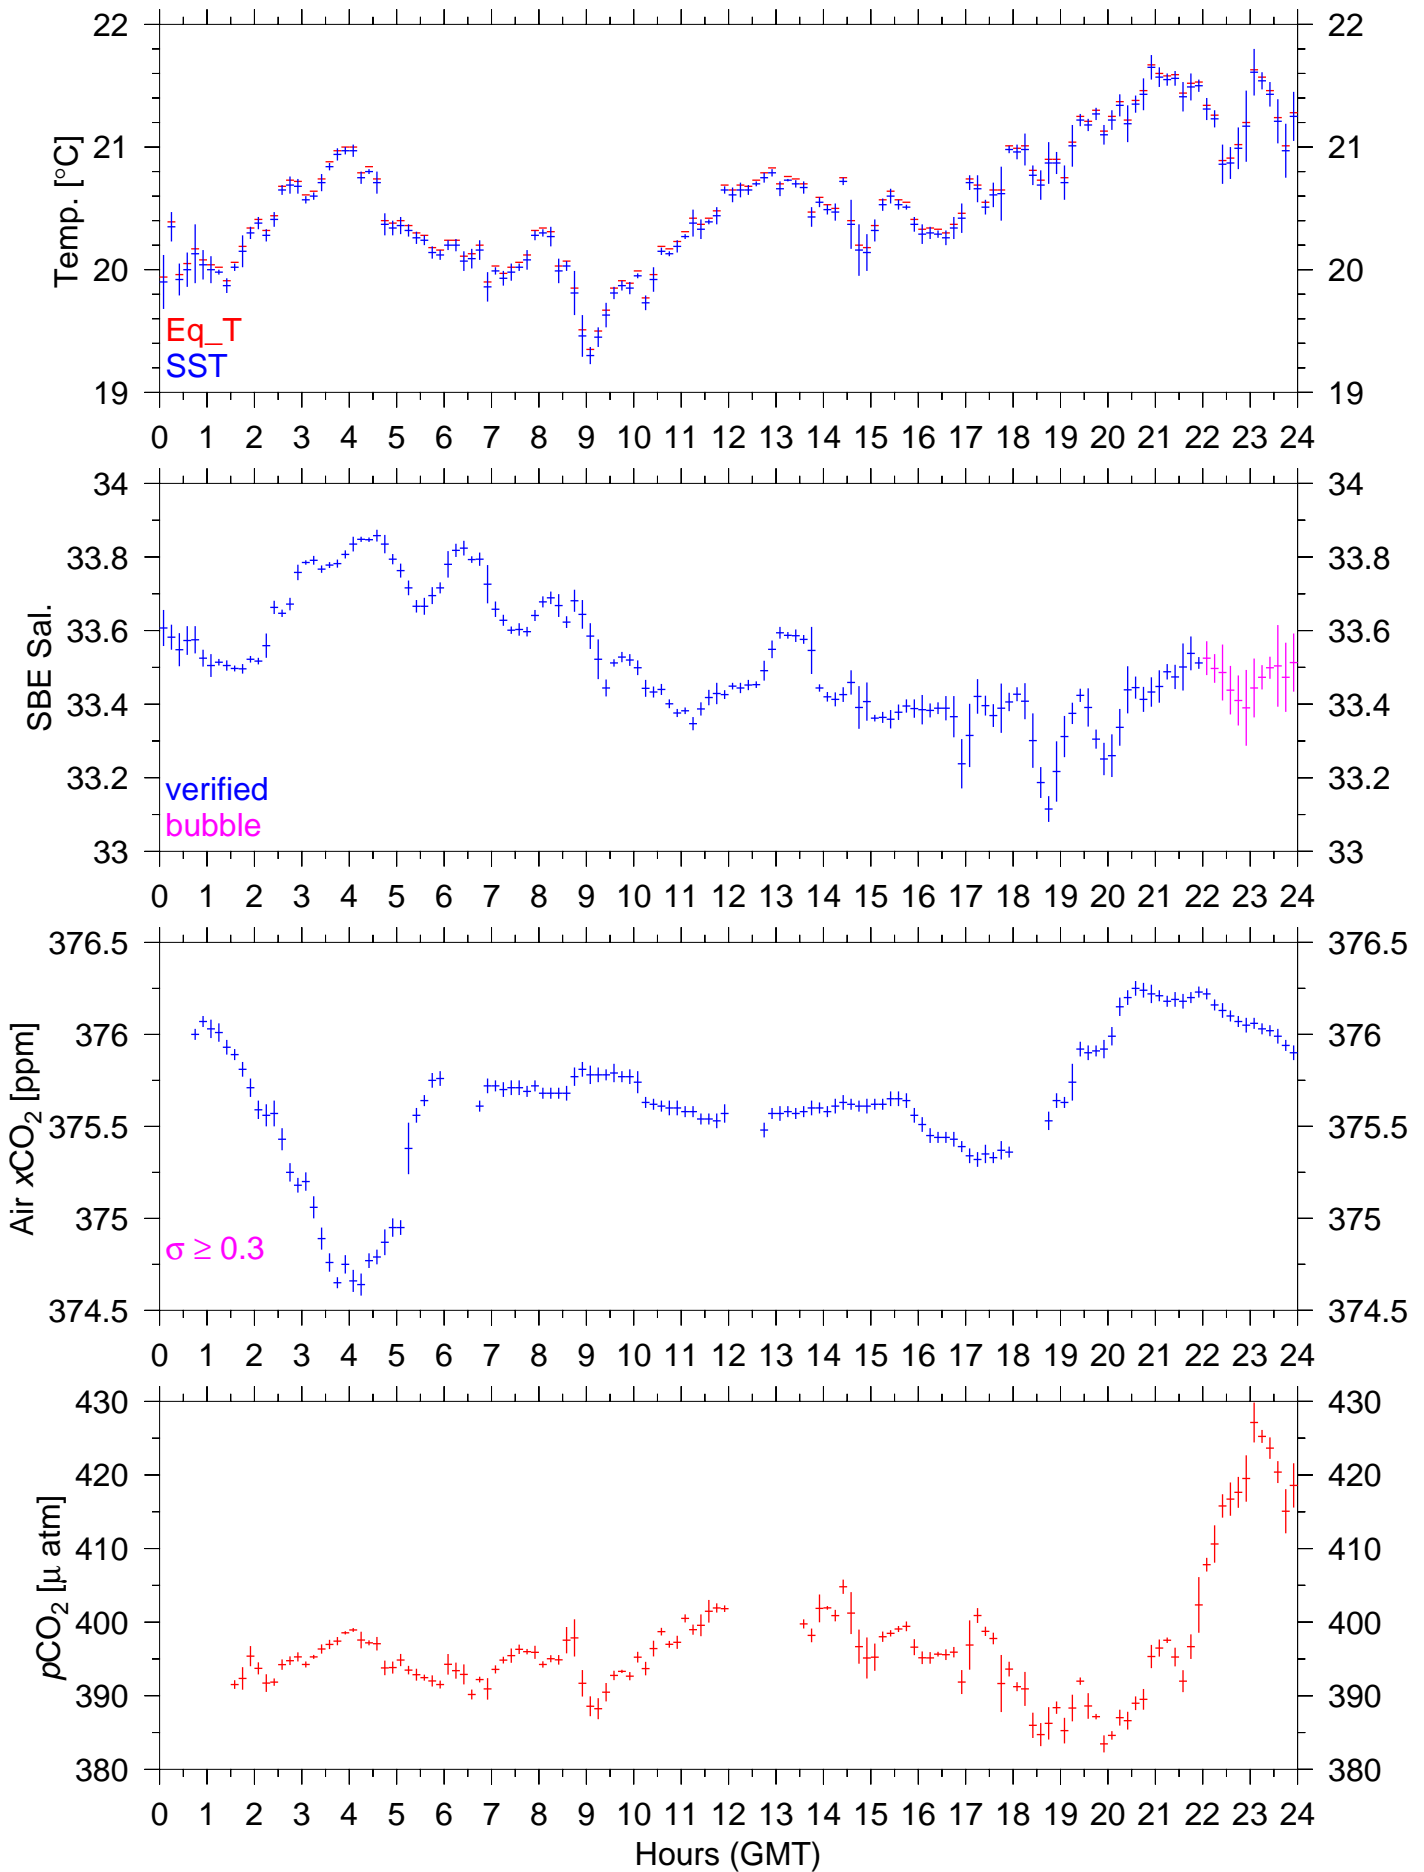 22 22
21 21
20 20
19 19
Temp. [°C]
Eq_T
SST
0 1 2 3 4 5 6 7 8 9 10 11 12 13 14 15 16 17 18 19 20 21 22 23 24
34 34
33.8 33.8
33.6 33.6
33.4 33.4
33.2 33.2
33 33
SBE Sal.
verified
bubble
0 1 2 3 4 5 6 7 8 9 10 11 12 13 14 15 16 17 18 19 20 21 22 23 24
376.5 376.5
376 376
375.5 375.5
375 375
374.5 374.5
Air xCO₂ [ppm]
σ ≥ 0.3
0 1 2 3 4 5 6 7 8 9 10 11 12 13 14 15 16 17 18 19 20 21 22 23 24
430 430
420 420
410 410
400 400
390 390
380 380
pCO₂ [μ atm]
0 1 2 3 4 5 6 7 8 9 10 11 12 13 14 15 16 17 18 19 20 21 22 23 24
Hours (GMT)